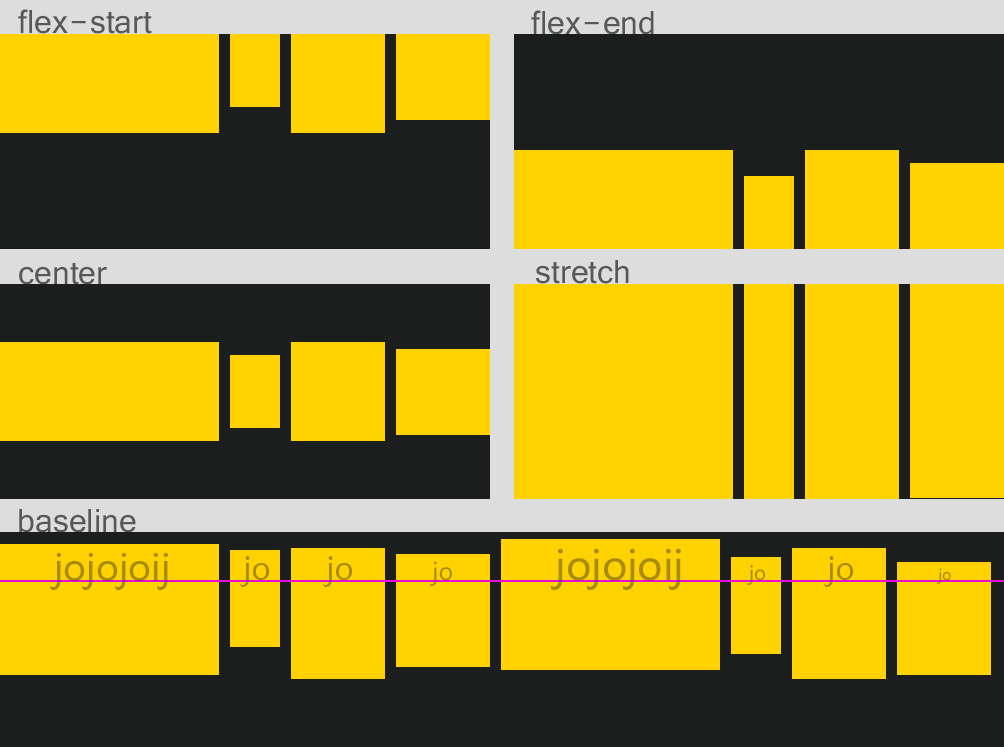 flex-start
flex-end
center
stretch
baseline
jojojoij jo jo jo jojojoij jo jo jo